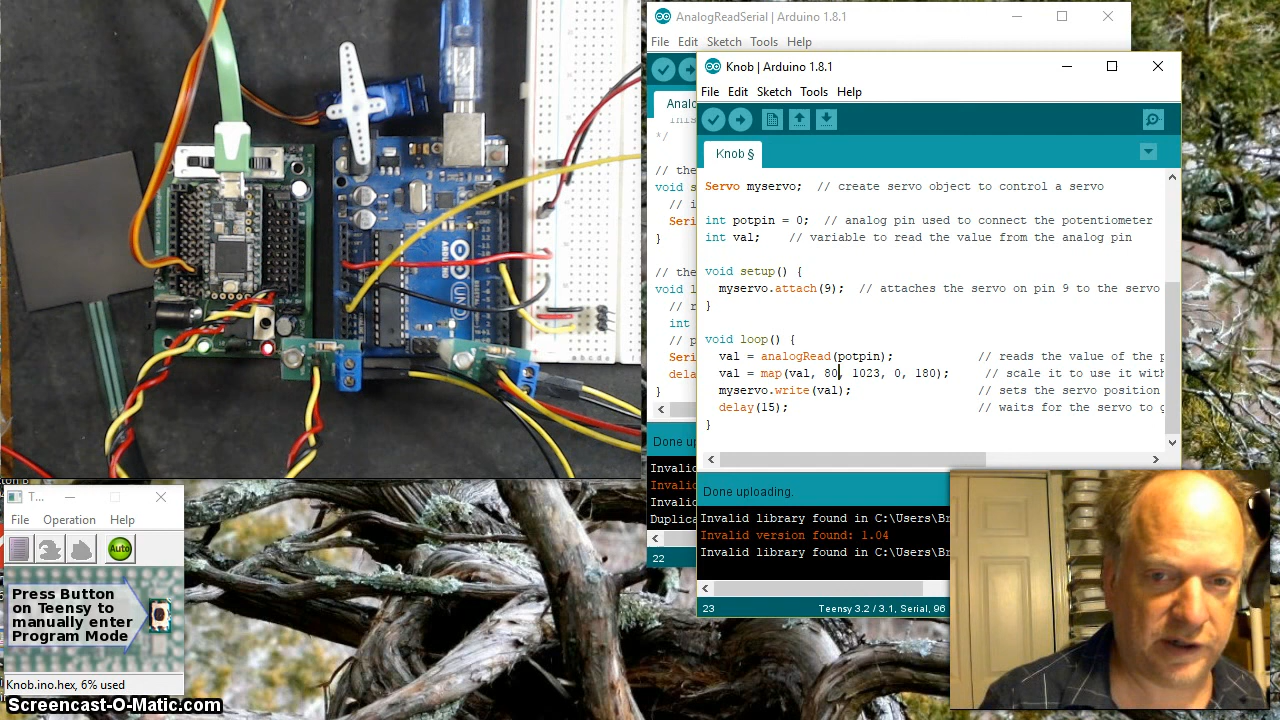 AnalogReadSerial | Arduino 1.8.1
File Edit Sketch Tools Help
Analo
This
*/
// the
void s
// i
Seri
}
// the
void l
// r
int
// p
Seri
dela
}
Done up
Invalid
Invalid
Invalid
Duplica
22
Knob | Arduino 1.8.1
File Edit Sketch Tools Help
Knob §
Servo myservo; // create servo object to control a servo
int potpin = 0; // analog pin used to connect the potentiometer
int val; // variable to read the value from the analog pin
void setup() {
myservo.attach(9); // attaches the servo on pin 9 to the servo
}
void loop() {
val = analogRead(potpin); // reads the value of the p
val = map(val, 80, 1023, 0, 180); // scale it to use it with
myservo.write(val); // sets the servo position
delay(15); // waits for the servo to g
}
Done uploading.
Invalid library found in C:\Users\Br
Invalid version found: 1.04
Invalid library found in C:\Users\Br
23
Teensy 3.2 / 3.1, Serial, 96
T...
File Operation Help
Auto
Press Button
on Teensy to
manually enter
Program Mode
Knob.ino.hex, 6% used
Screencast-O-Matic.com